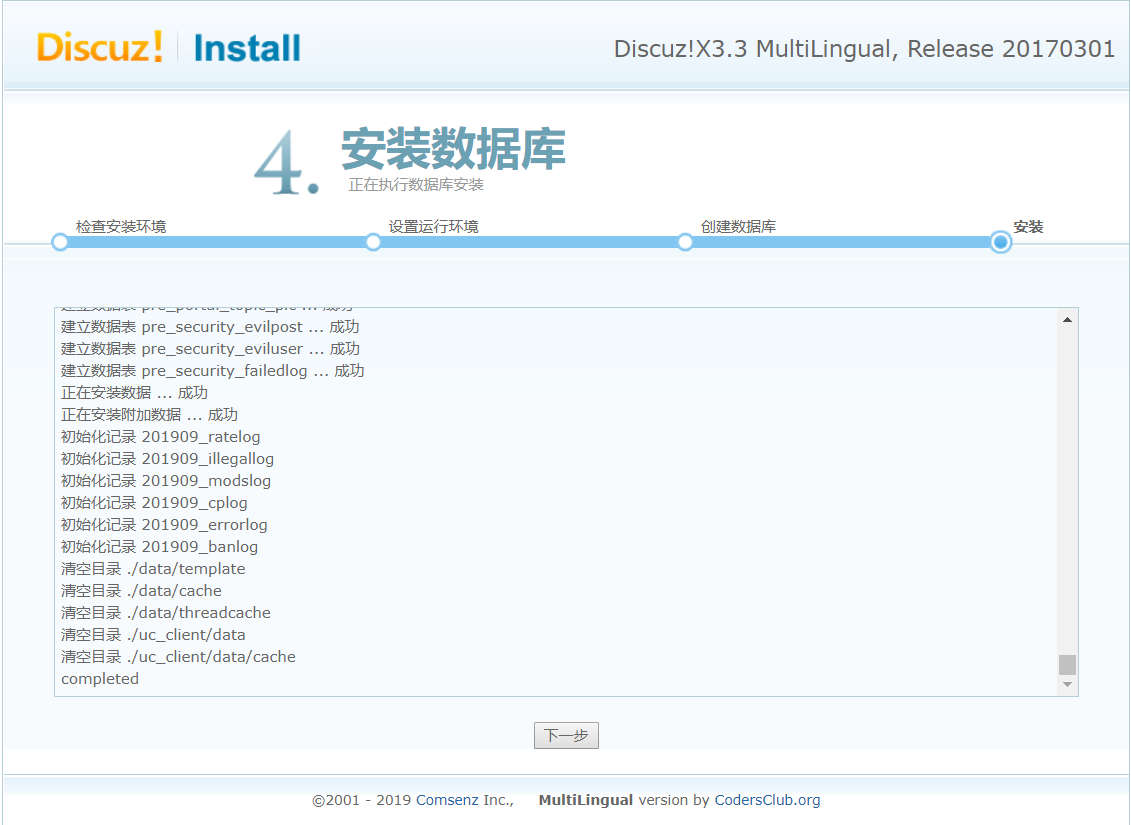 Discuz! Install
Discuz!X3.3 MultiLingual, Release 20170301
4. 安装数据库
正在执行数据库安装
检查安装环境 设置运行环境 创建数据库 安装
建立数据表 pre_portal_topic_pic ... 成功
建立数据表 pre_security_evilpost ... 成功
建立数据表 pre_security_eviluser ... 成功
建立数据表 pre_security_failedlog ... 成功
正在安装数据 ... 成功
正在安装附加数据 ... 成功
初始化记录 201909_ratelog
初始化记录 201909_illegallog
初始化记录 201909_modslog
初始化记录 201909_cplog
初始化记录 201909_errorlog
初始化记录 201909_banlog
清空目录 ./data/template
清空目录 ./data/cache
清空目录 ./data/threadcache
清空目录 ./uc_client/data
清空目录 ./uc_client/data/cache
completed
下一步
©2001 - 2019 Comsenz Inc., MultiLingual version by CodersClub.org